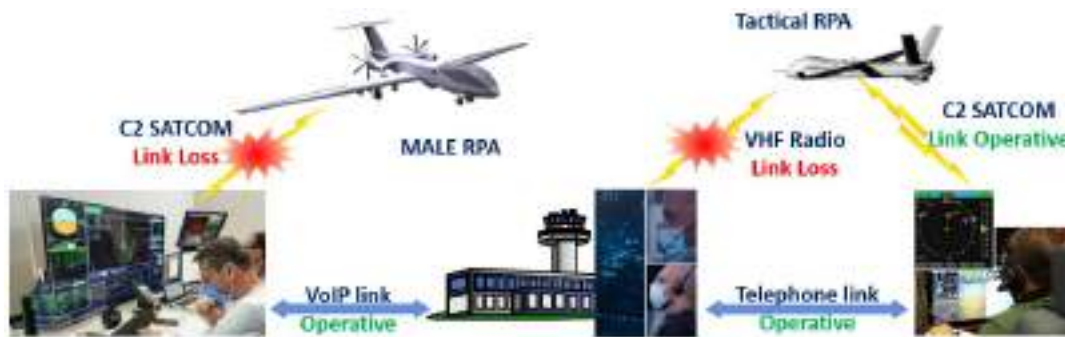 Tactical RPA
C2 SATCOM
Link Loss
MALE RPA
VHF Radio
Link Loss
C2 SATCOM
Link Operative
VoIP link
Operative
Telephone link
Operative